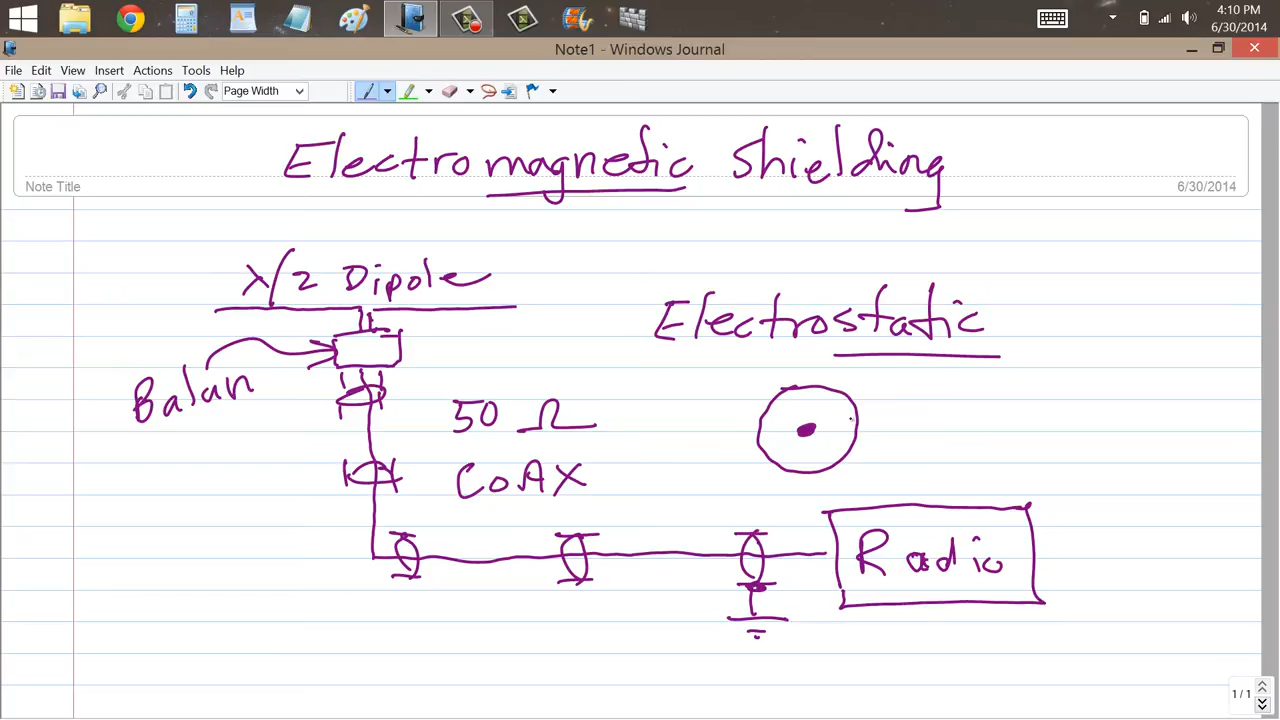 4:10 PM
6/30/2014
Note1 - Windows Journal
File Edit View Insert Actions Tools Help
Page Width
Electromagnetic Shielding
Note Title
6/30/2014
λ/2 Dipole
Electrostatic
Balan
50 Ω
COAX
Radio
1/1